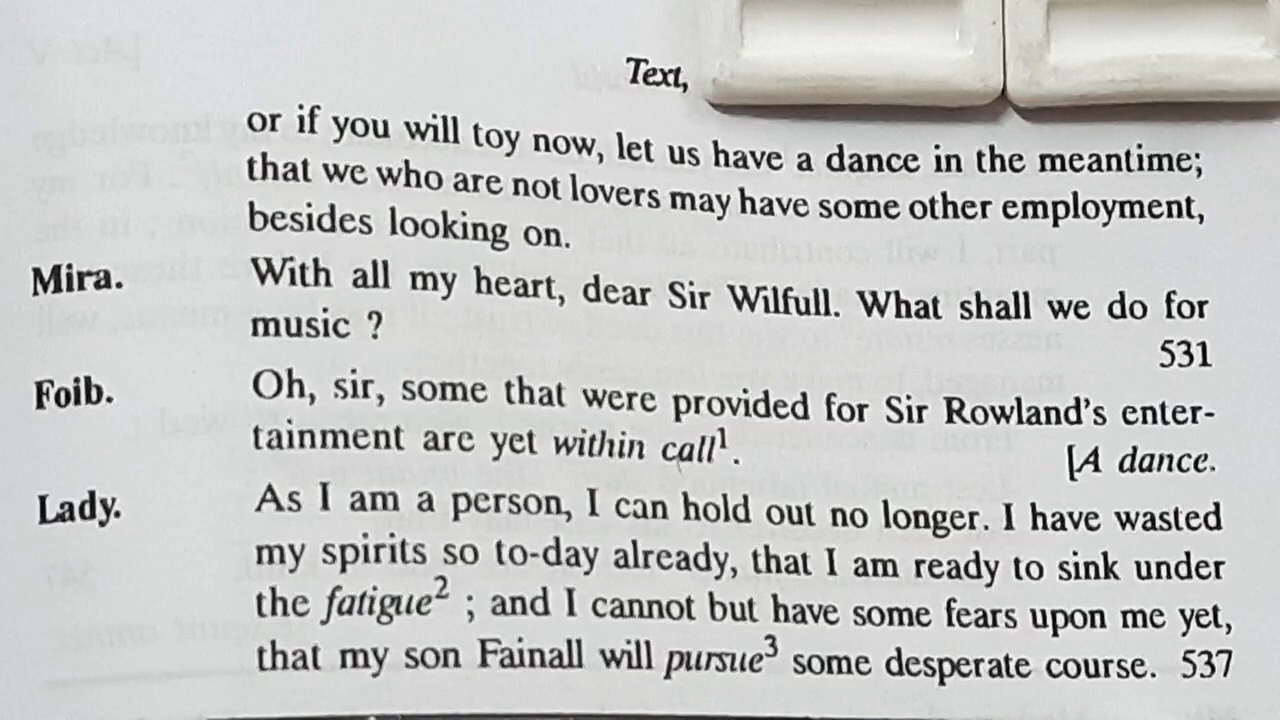 Text,
or if you will toy now, let us have a dance in the meantime;
that we who are not lovers may have some other employment,
besides looking on.
Mira. With all my heart, dear Sir Wilfull. What shall we do for
music ?
531
Foib. Oh, sir, some that were provided for Sir Rowland's enter-
tainment are yet within call¹. [A dance.
Lady. As I am a person, I can hold out no longer. I have wasted
my spirits so to-day already, that I am ready to sink under
the fatigue² ; and I cannot but have some fears upon me yet,
that my son Fainall will pursue³ some desperate course. 537